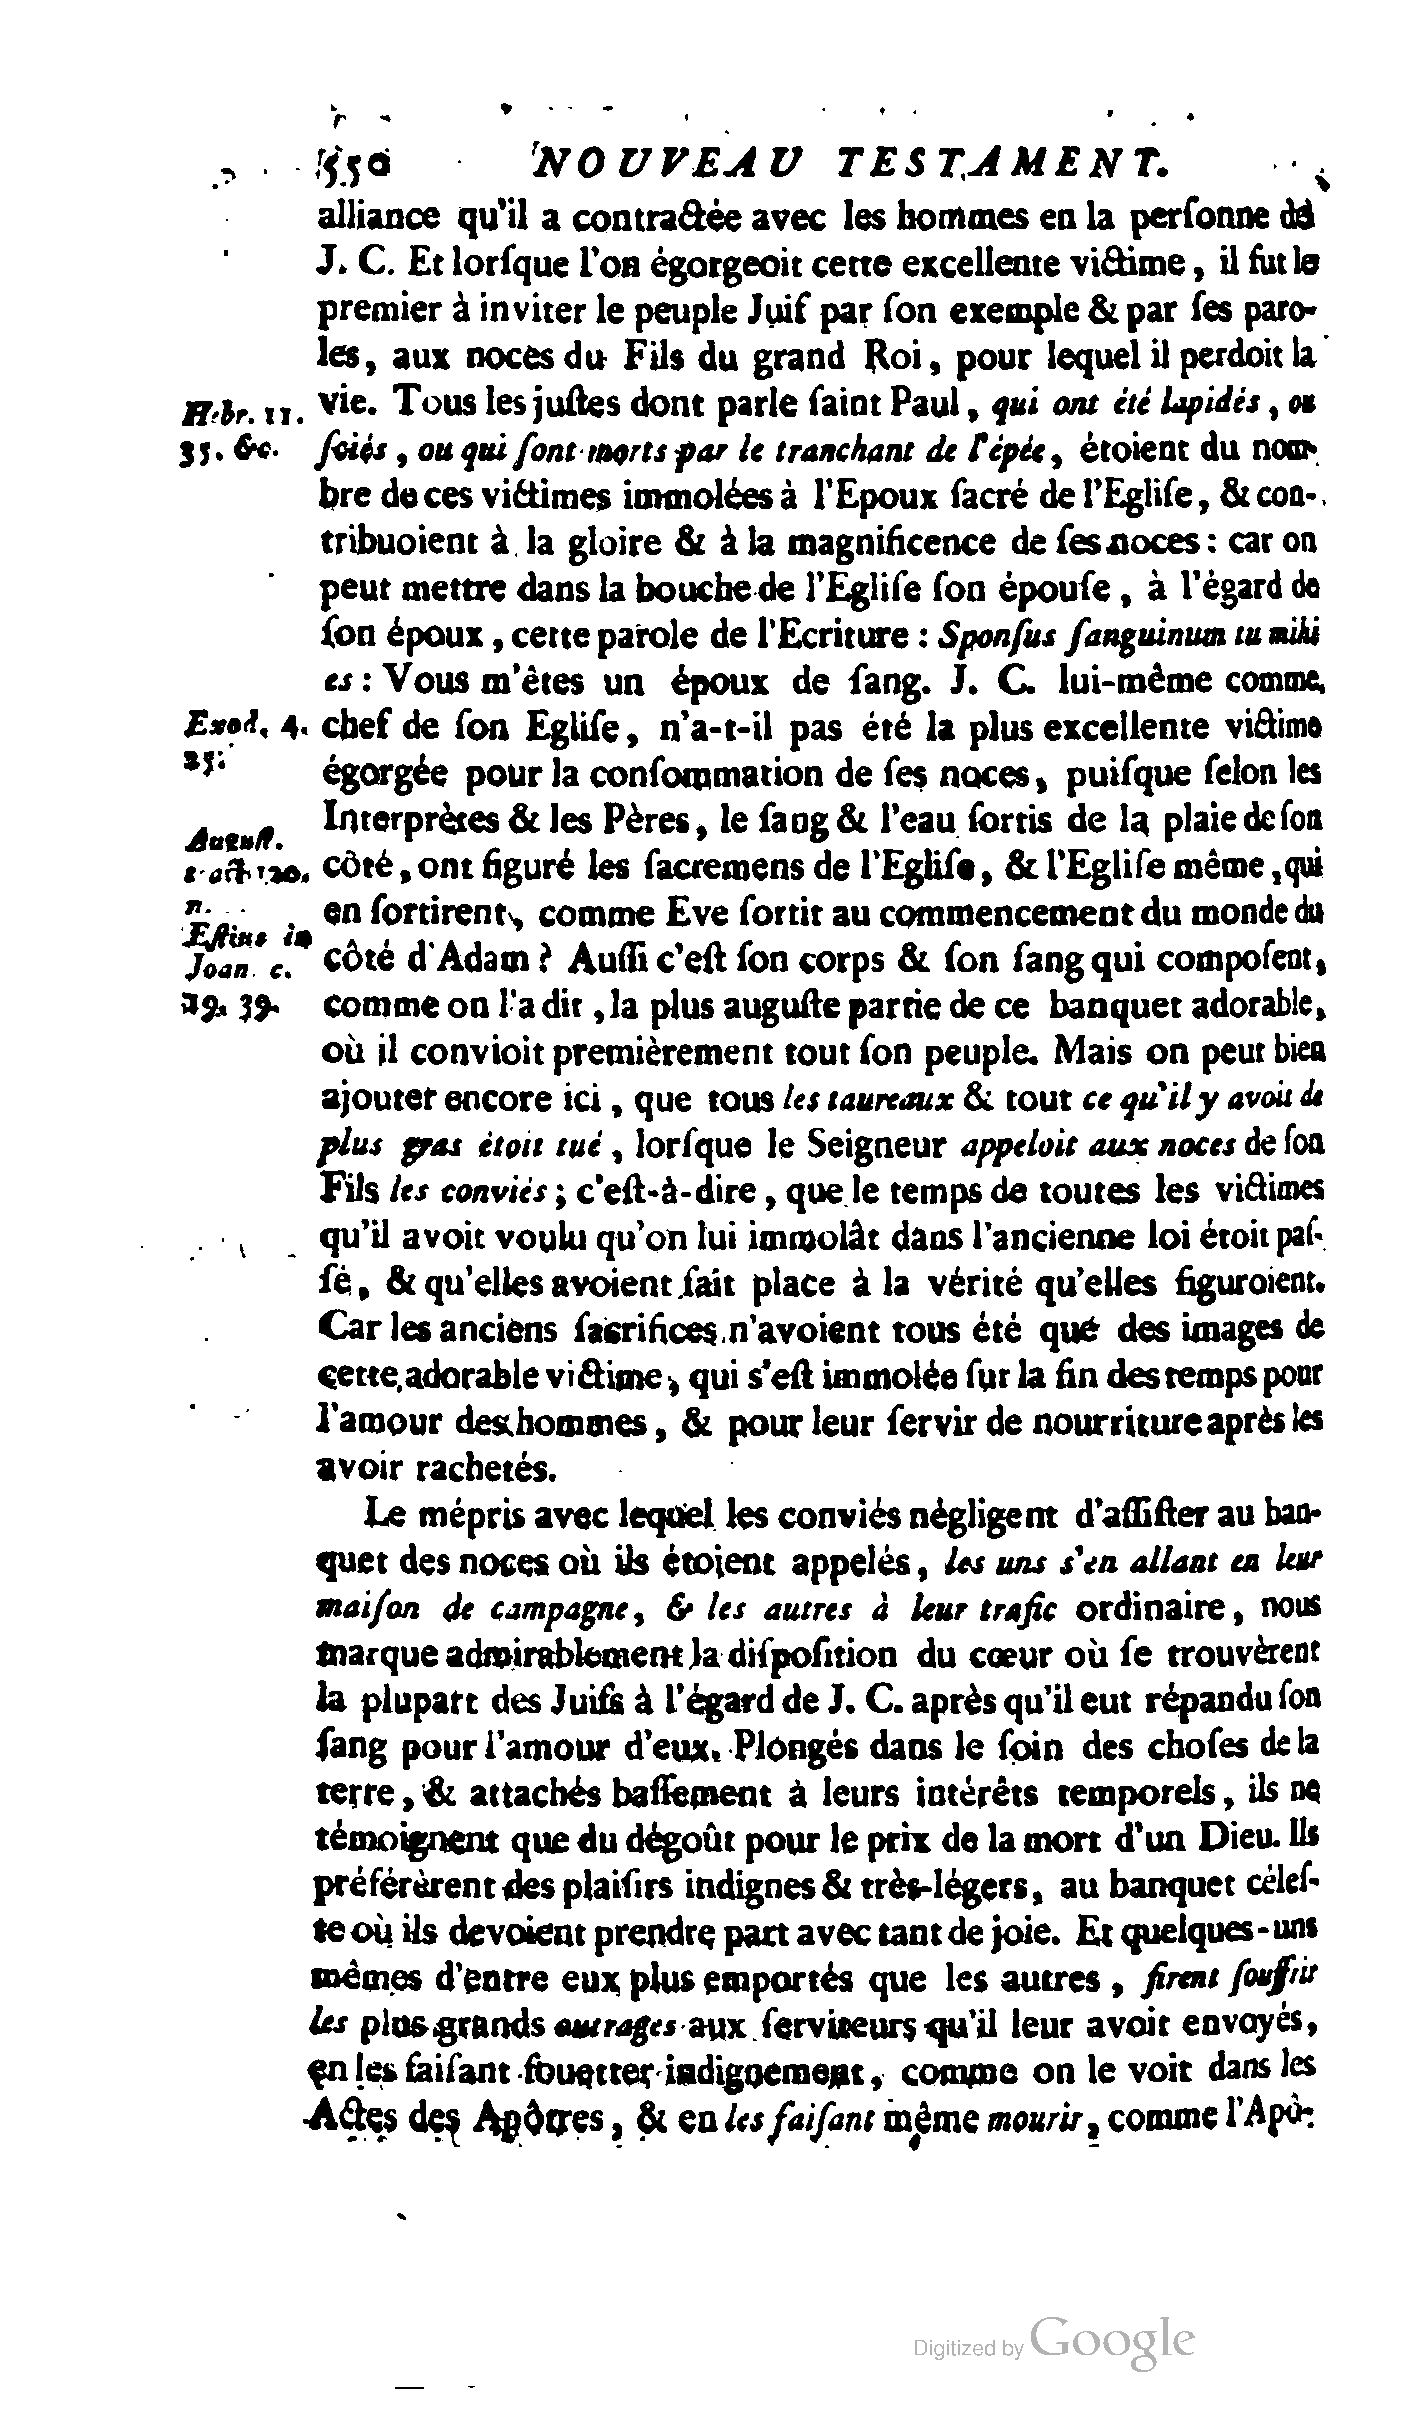 550 NOUVEAU TESTAMENT.
alliance qu'il a contractée avec les hommes en la perſonne de
J. C. Et lorſque l'on égorgeoit cette excellente victime, il fut le
premier à inviter le peuple Juif par ſon exemple & par ſes paro-
les, aux noces du Fils du grand Roi, pour lequel il perdoit la
Hebr. 11.
35. &c.
vie. Tous les juſtes dont parle ſaint Paul, qui ont été lapidés, ou
ſciés, ou qui ſont morts par le tranchant de l'épée, étoient du nom-
bre de ces victimes immolées à l'Epoux ſacré de l'Egliſe, & con-
tribuoient à la gloire & à la magnificence de ſes noces : car on
peut mettre dans la bouche de l'Egliſe ſon épouſe, à l'égard de
ſon époux, cette parole de l'Ecriture : Sponſus ſanguinum tu mihi
es : Vous m'êtes un époux de ſang. J. C. lui-même comme
Exod. 4.
25.
chef de ſon Egliſe, n'a-t-il pas été la plus excellente victime
égorgée pour la conſommation de ſes noces, puiſque ſelon les
Interprètes & les Pères, le ſang & l'eau ſortis de la plaie de ſon
Auguſt.
tract. 120.
n.
Eſtius in
Joan. c.
19. 39.
côté, ont figuré les ſacremens de l'Egliſe, & l'Egliſe même, qui
en ſortirent, comme Eve ſortit au commencement du monde du
côté d'Adam ? Auſſi c'eſt ſon corps & ſon ſang qui compoſent,
comme on l'a dit, la plus auguſte partie de ce banquet adorable,
où il convioit premièrement tout ſon peuple. Mais on peut bien
ajouter encore ici, que tous les taureaux & tout ce qu'il y avoit de
plus gras étoit tué, lorſque le Seigneur appeloit aux noces de ſon
Fils les conviés ; c'eſt-à-dire, que le temps de toutes les victimes
qu'il avoit voulu qu'on lui immolât dans l'ancienne loi étoit paſ-
ſé, & qu'elles avoient fait place à la vérité qu'elles figuroient.
Car les anciens ſacrifices n'avoient tous été que des images de
cette adorable victime, qui s'eſt immolée ſur la fin des temps pour
l'amour des hommes, & pour leur ſervir de nourriture après les
avoir rachetés.
Le mépris avec lequel les conviés négligent d'aſſiſter au ban-
quet des noces où ils étoient appelés, les uns s'en allant en leur
maiſon de campagne, & les autres à leur trafic ordinaire, nous
marque admirablement la diſpoſition du cœur où ſe trouvèrent
la plupart des Juifs à l'égard de J. C. après qu'il eut répandu ſon
ſang pour l'amour d'eux. Plongés dans le ſoin des choſes de la
terre, & attachés baſſement à leurs intérêts temporels, ils ne
témoignent que du dégoût pour le prix de la mort d'un Dieu. Ils
préférèrent des plaiſirs indignes & très-légers, au banquet céleſ-
te où ils devoient prendre part avec tant de joie. Et quelques-uns
mêmes d'entre eux plus emportés que les autres, firent ſouffrir
les plus grands outrages aux ſerviteurs qu'il leur avoit envoyés,
en les faiſant fouetter indignement, comme on le voit dans les
Actes des Apôtres, & en les faiſant même mourir, comme l'Apô-
Digitized by Google